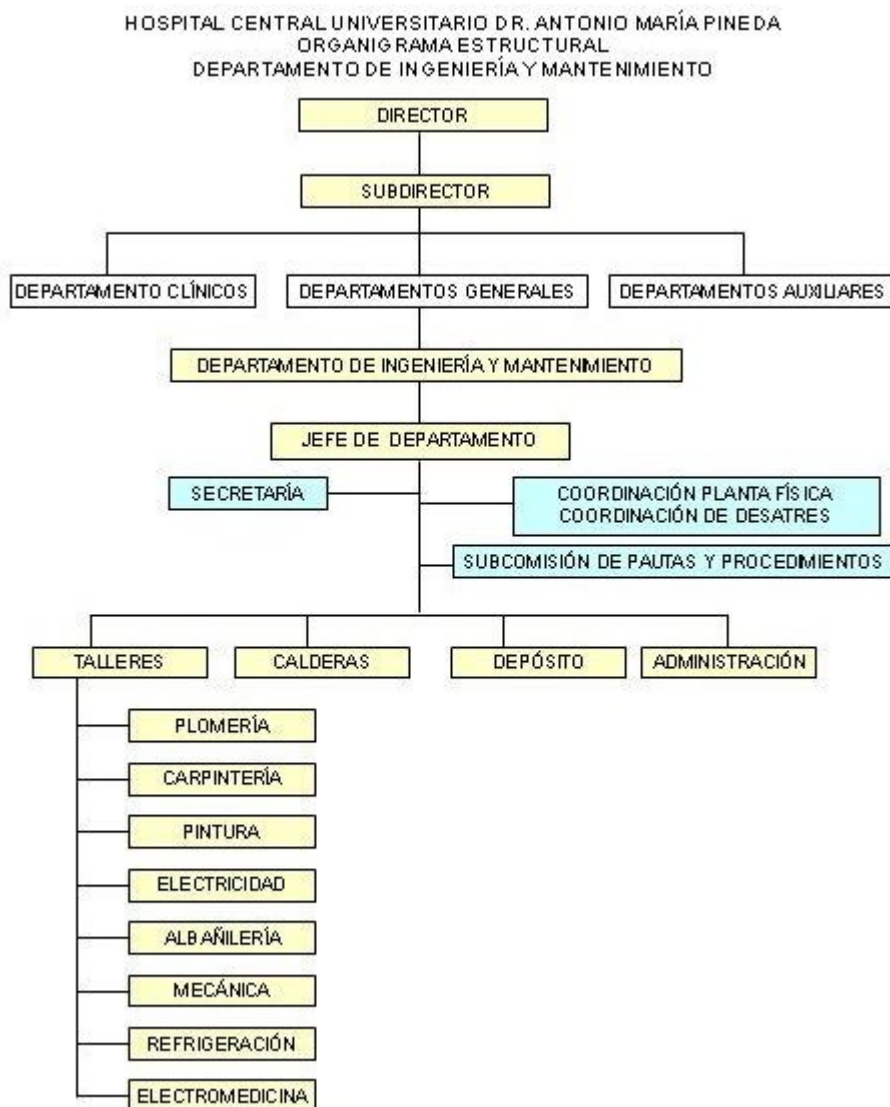 HOSPITAL CENTRAL UNIVERSITARIO DR. ANTONIO MARÍA PINEDA
ORGANIGRAMA ESTRUCTURAL
DEPARTAMENTO DE INGENIERÍA Y MANTENIMIENTO
DIRECTOR
SUBDIRECTOR
DEPARTAMENTO CLÍNICOS
DEPARTAMENTOS GENERALES
DEPARTAMENTOS AUXILIARES
DEPARTAMENTO DE INGENIERÍA Y MANTENIMIENTO
JEFE DE DEPARTAMENTO
SECRETARÍA
COORDINACIÓN PLANTA FÍSICA
COORDINACIÓN DE DESATRES
SUBCOMISIÓN DE PAUTAS Y PROCEDIMIENTOS
TALLERES
CALDERAS
DEPÓSITO
ADMINISTRACIÓN
PLOMERÍA
CARPINTERÍA
PINTURA
ELECTRICIDAD
ALBAÑILERÍA
MECÁNICA
REFRIGERACIÓN
ELECTROMEDICINA